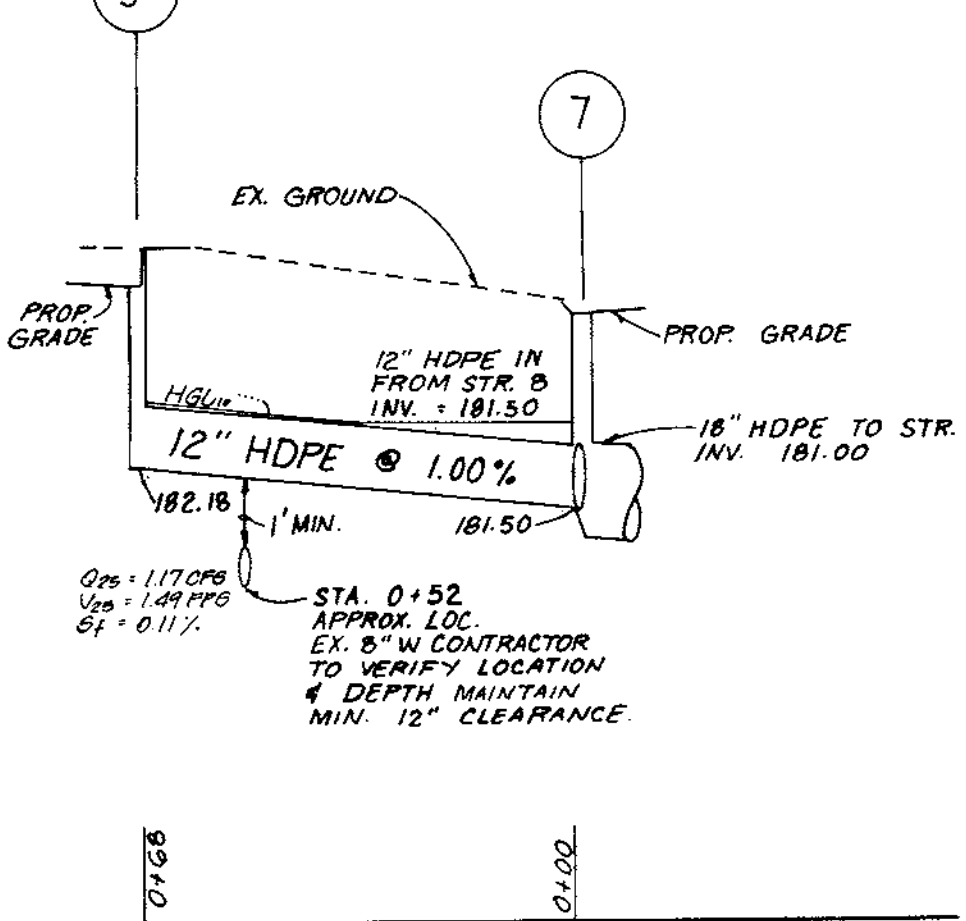 7
EX. GROUND
PROP.
GRADE
PROP. GRADE
12" HDPE IN
FROM STR. 8
INV. = 181.50
18" HDPE TO STR.
INV. 181.00
HGL10
12" HDPE @ 1.00%
182.18
1' MIN.
181.50
Q25 = 1.17 CFS
V25 = 1.49 FPS
Sf = 0.11%
STA. 0+52
APPROX. LOC.
EX. 8" W CONTRACTOR
TO VERIFY LOCATION
& DEPTH MAINTAIN
MIN. 12" CLEARANCE.
0+68
0+00